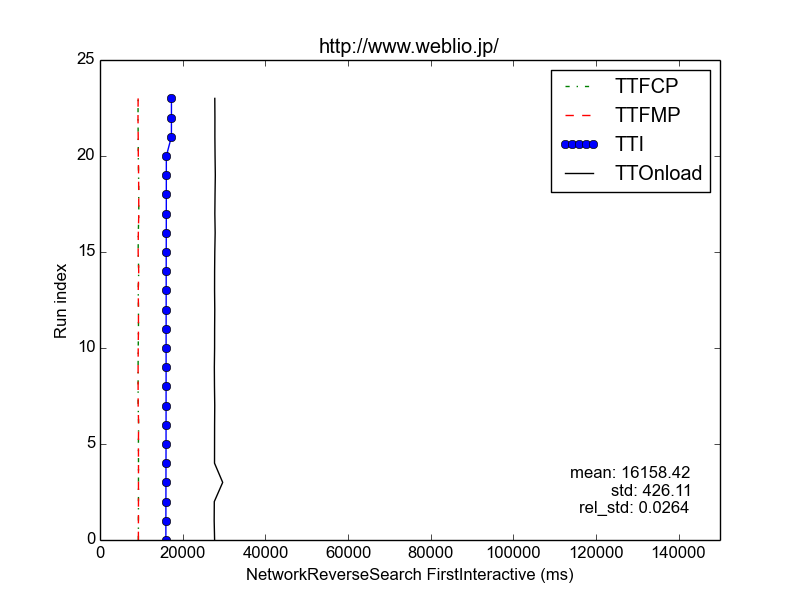 http://www.weblio.jp/
25
20
15
10
5
0
Run index
TTFCP
TTFMP
TTI
TTOnload
mean: 16158.42
std: 426.11
rel_std: 0.0264
0 20000 40000 60000 80000 100000 120000 140000
NetworkReverseSearch FirstInteractive (ms)